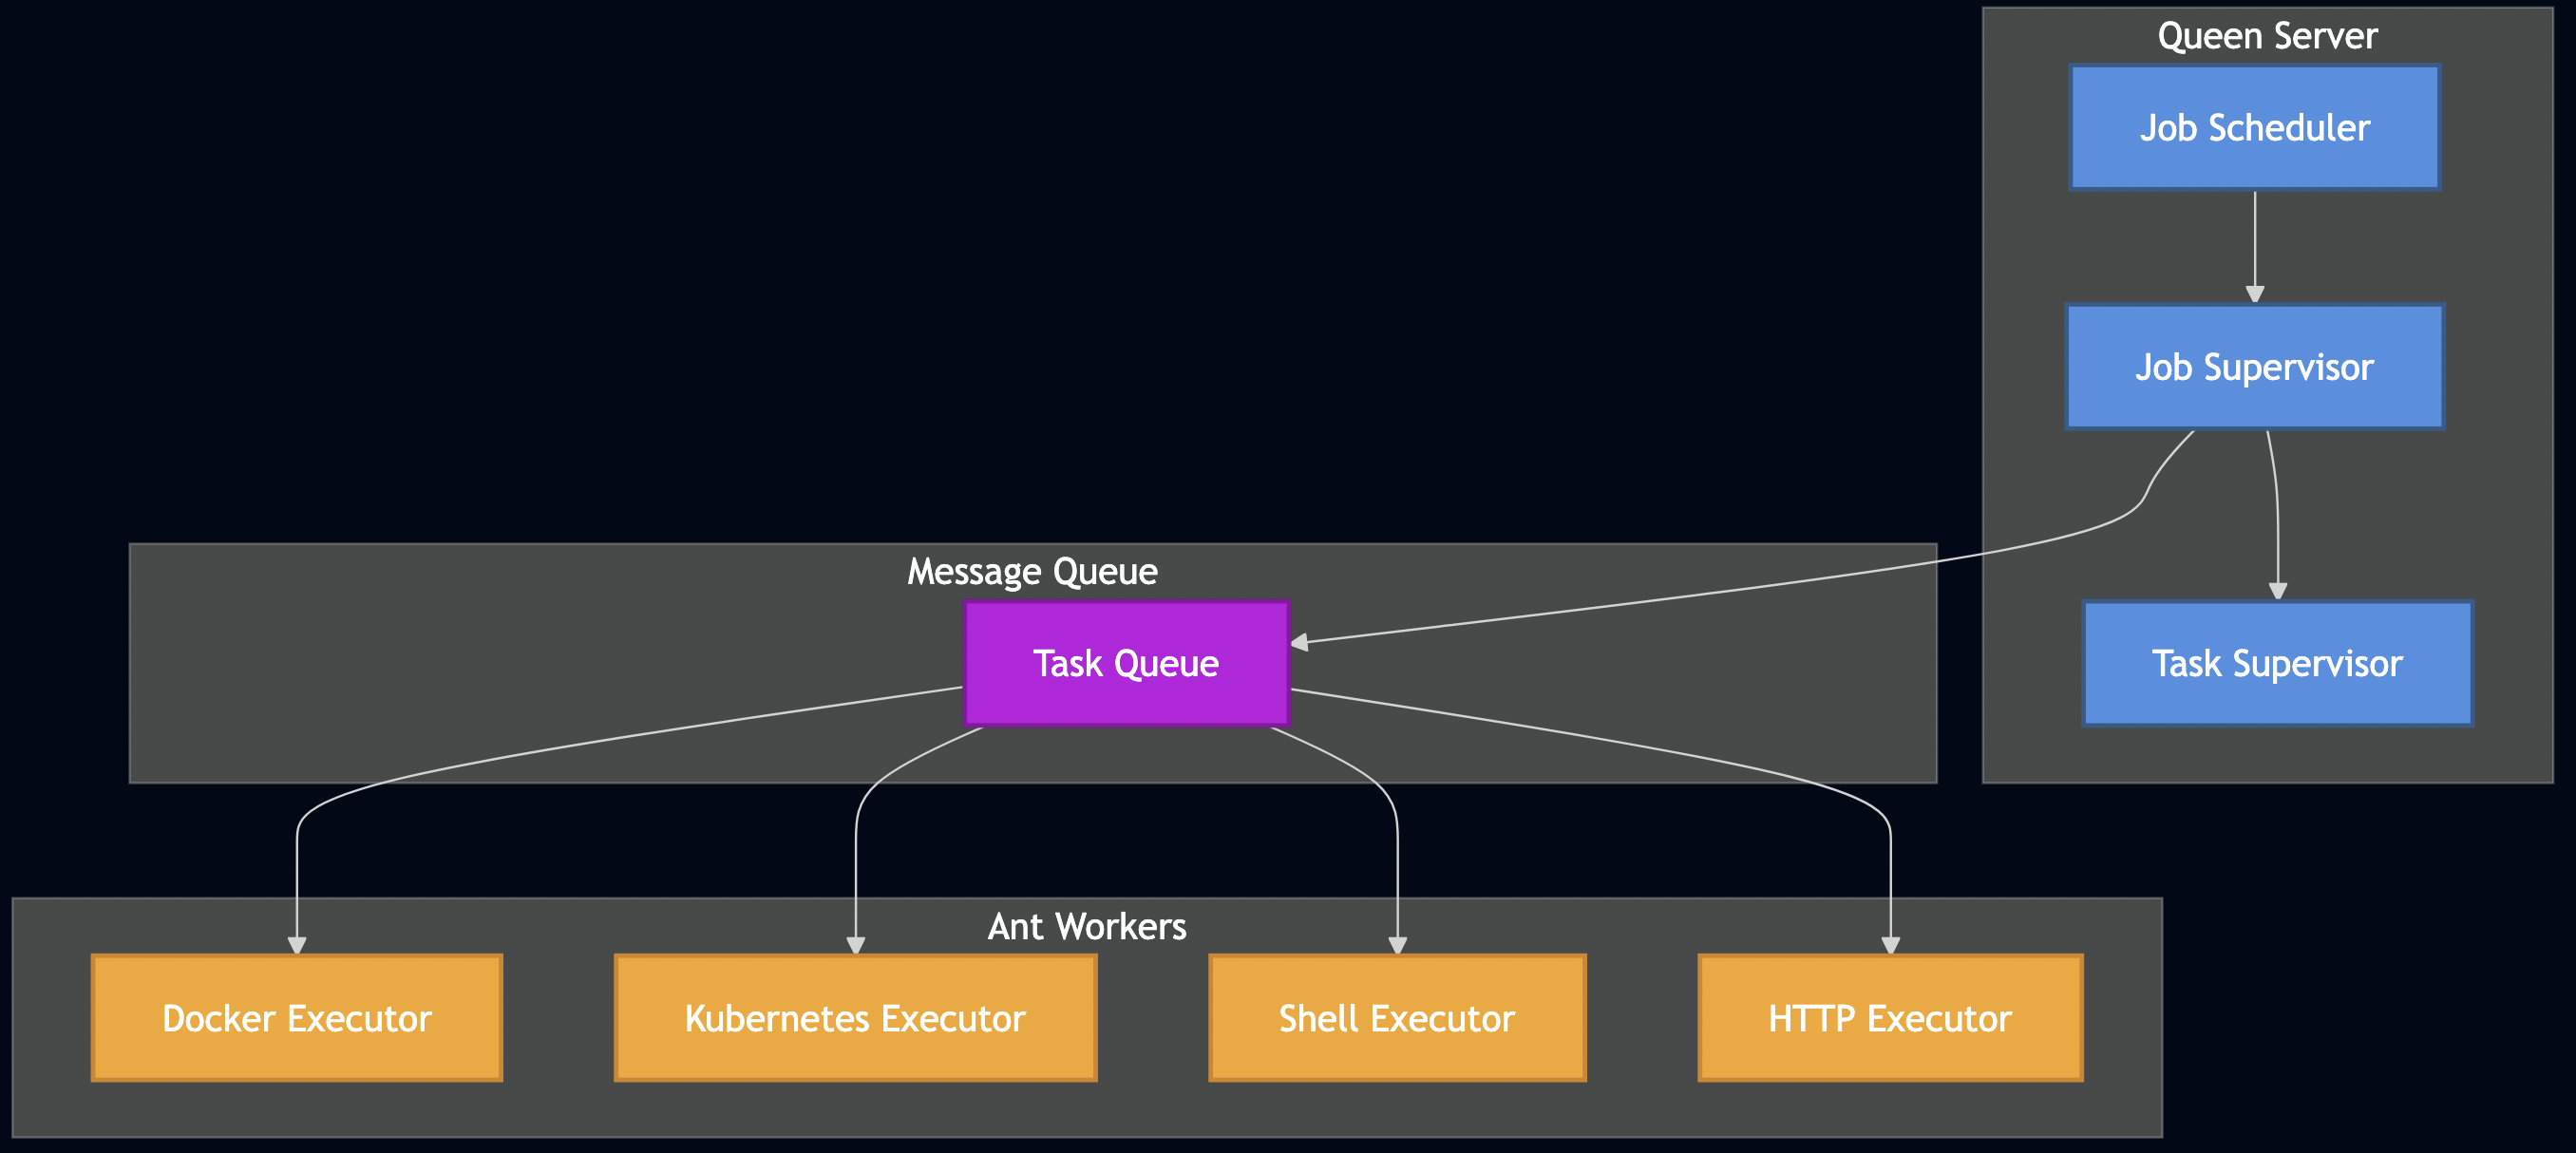 Queen Server
Job Scheduler
Job Supervisor
Message Queue
Task Queue
Task Supervisor
Ant Workers
Docker Executor
Kubernetes Executor
Shell Executor
HTTP Executor